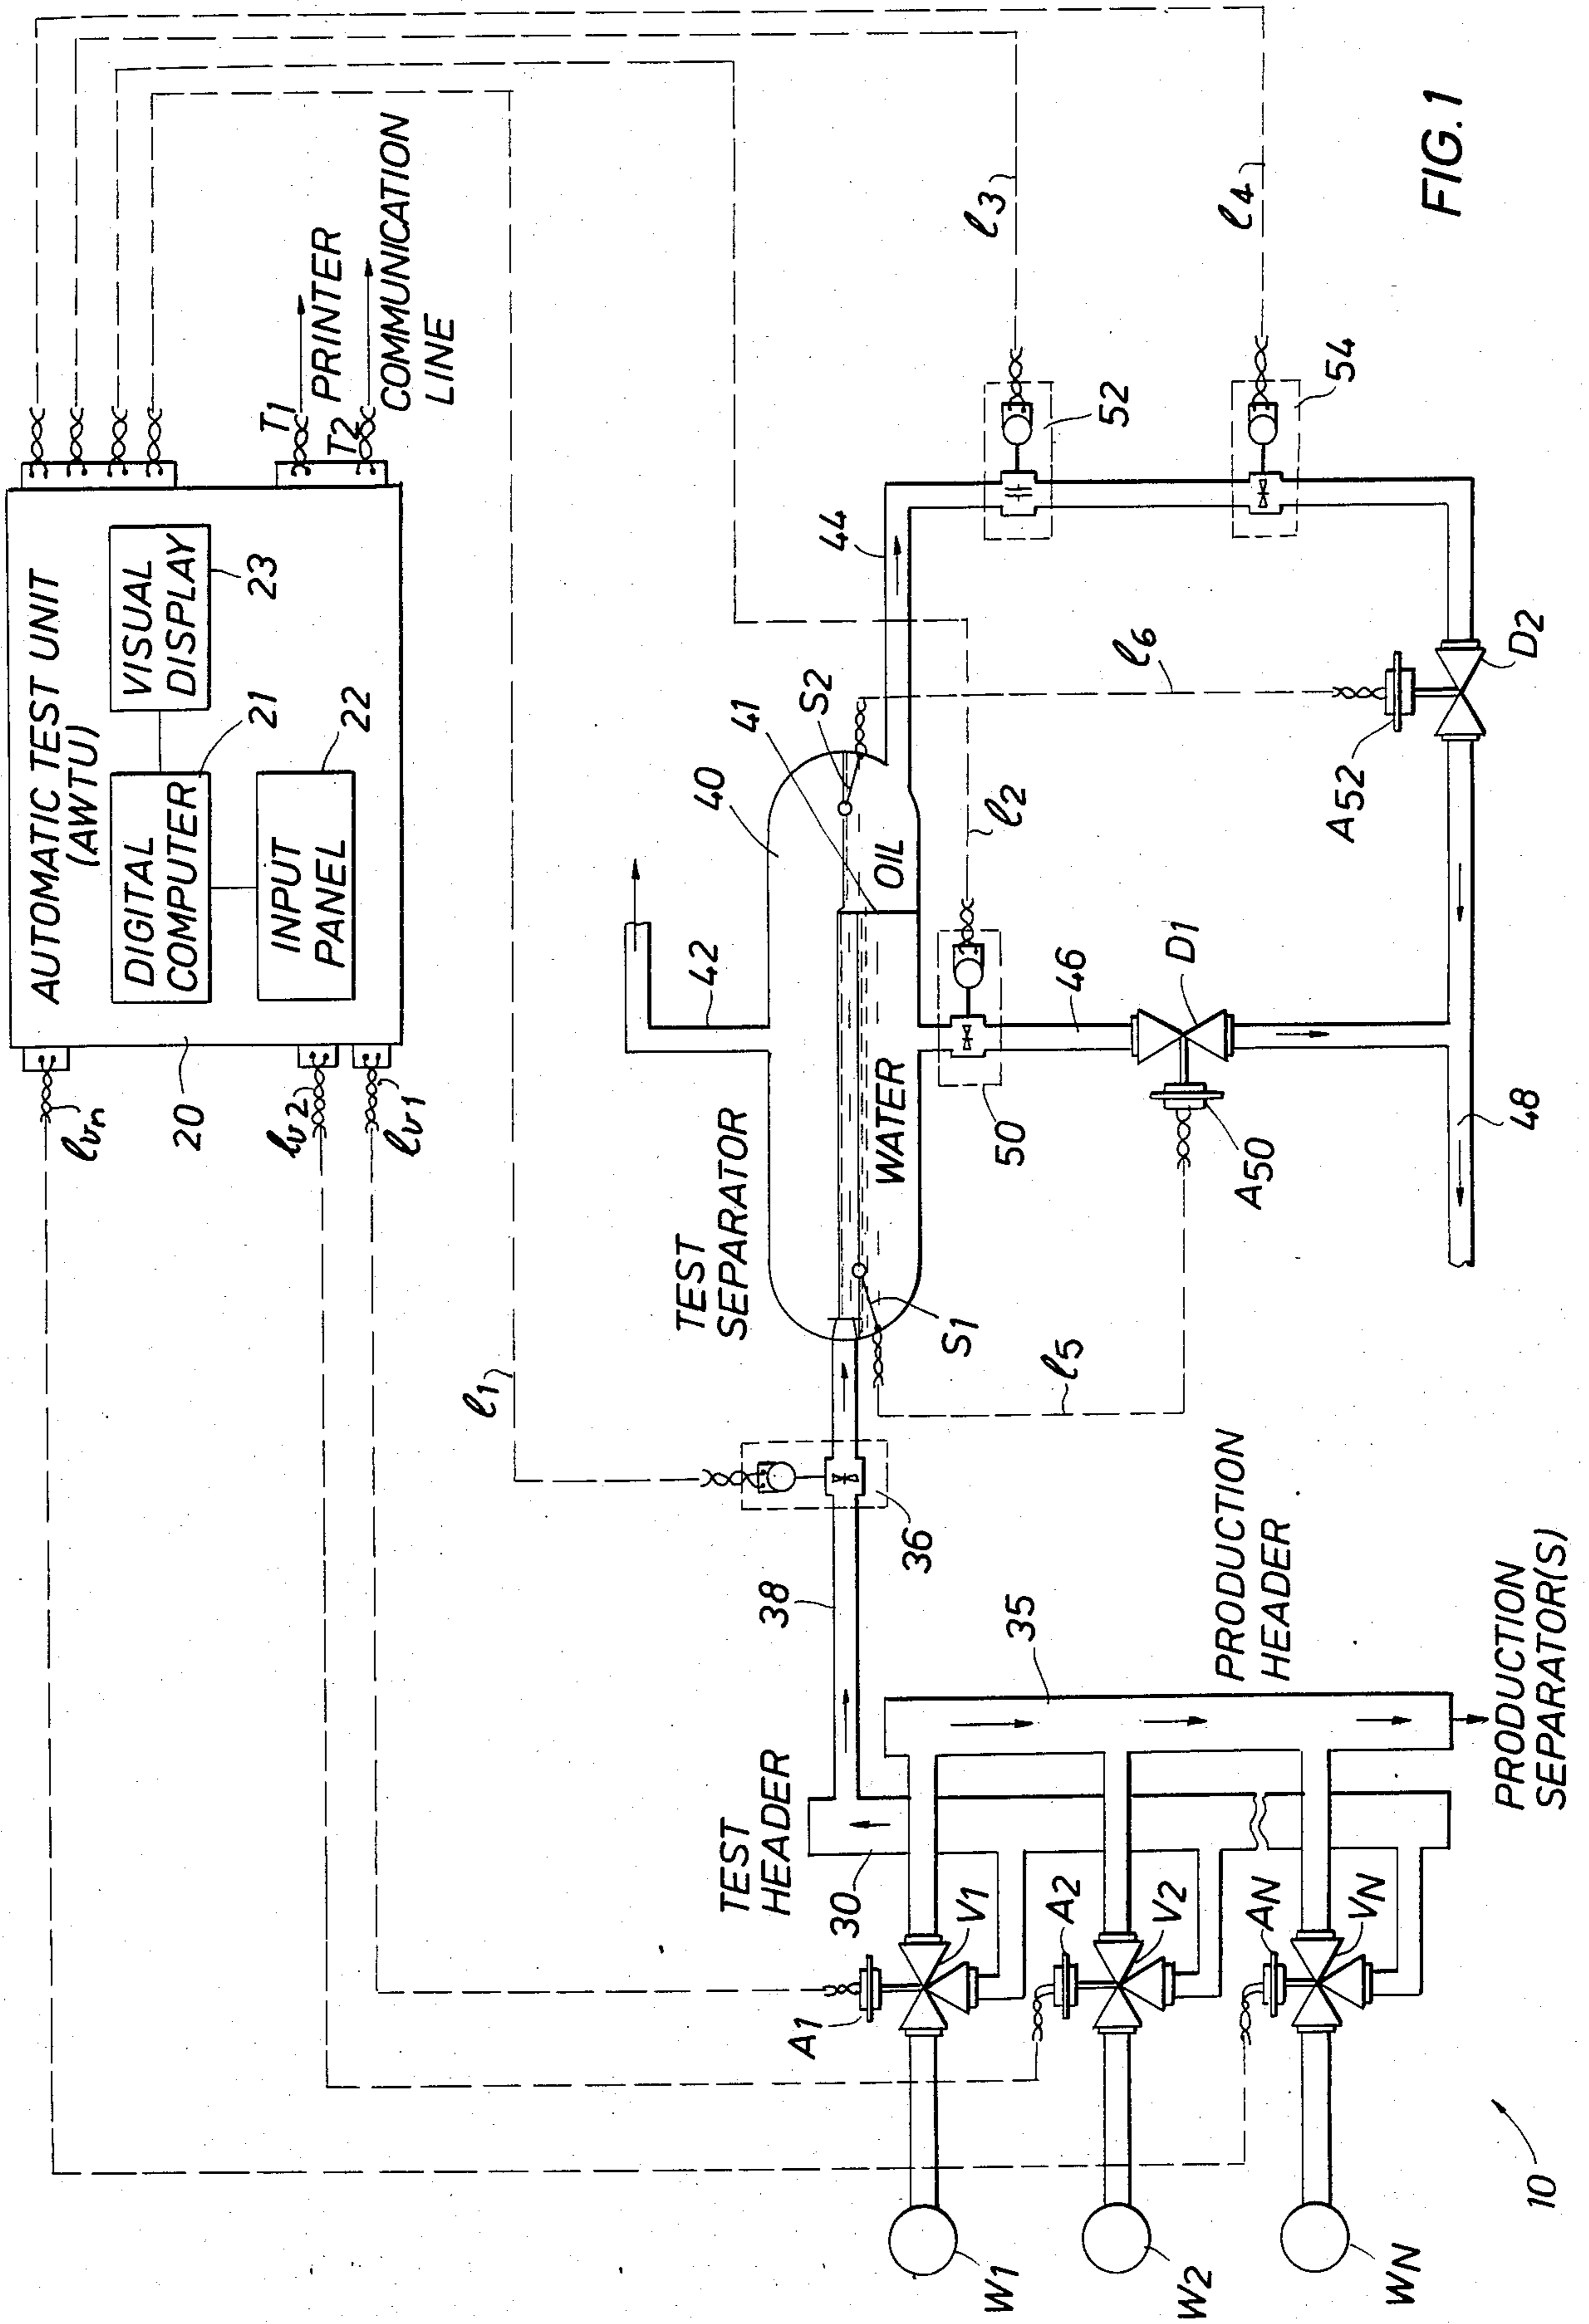 AUTOMATIC TEST UNIT
(AWTU)
DIGITAL
COMPUTER
VISUAL
DISPLAY
INPUT
PANEL
21
22
23
20
ℓvn
ℓv2
ℓv1
T1
PRINTER
T2
COMMUNICATION
LINE
ℓ1
ℓ2
ℓ3
ℓ4
ℓ5
ℓ6
TEST
SEPARATOR
42
40
41
S2
S1
WATER
OIL
44
52
54
50
46
D1
A50
48
A52
D2
36
38
TEST
HEADER
30
35
PRODUCTION
HEADER
PRODUCTION
SEPARATOR(S)
A1
V1
A2
V2
AN
VN
W1
W2
WN
10
FIG.1